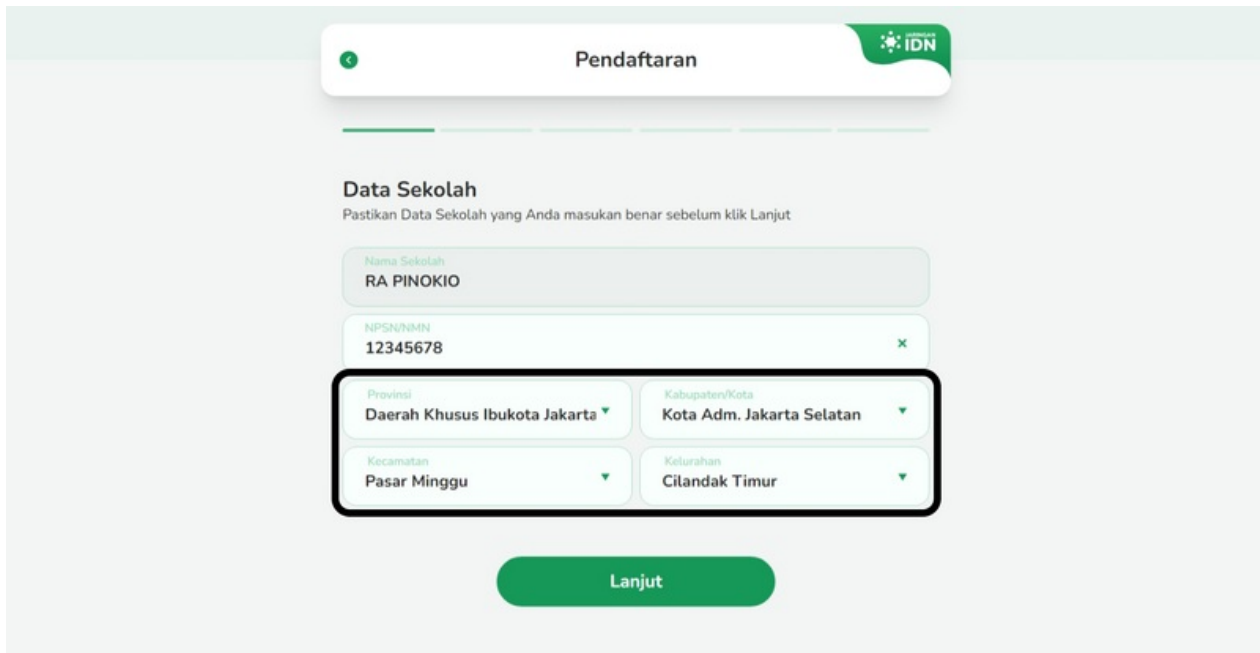 Pendaftaran
JARINGAN
IDN
Data Sekolah
Pastikan Data Sekolah yang Anda masukan benar sebelum klik Lanjut
Nama Sekolah
RA PINOKIO
NPSN/NMN
12345678
Provinsi
Daerah Khusus Ibukota Jakarta
Kabupaten/Kota
Kota Adm. Jakarta Selatan
Kecamatan
Pasar Minggu
Kelurahan
Cilandak Timur
Lanjut